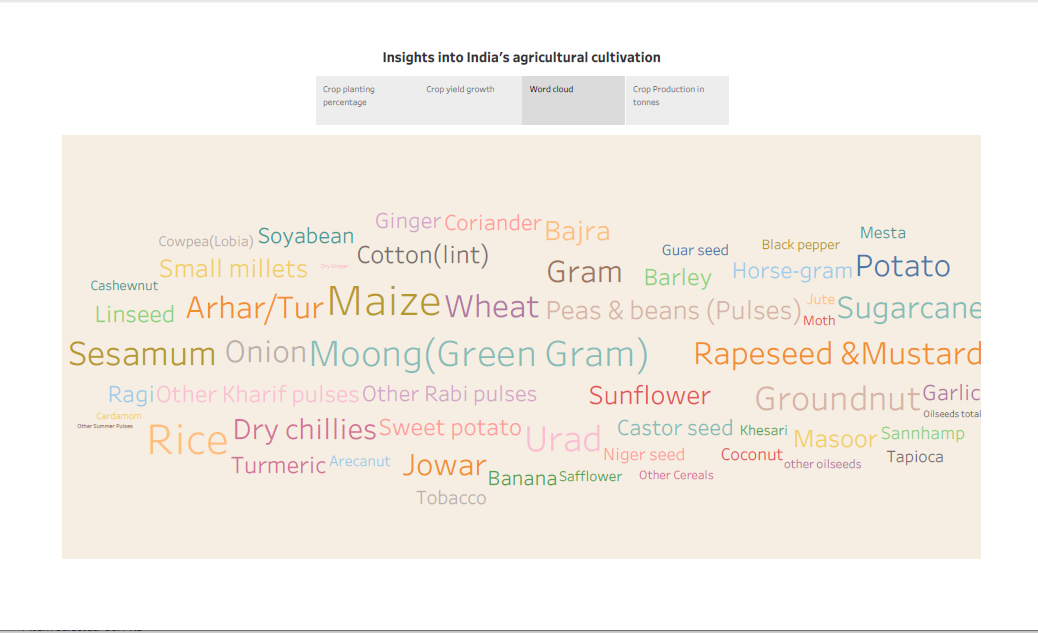 Insights into India's agricultural cultivation
Crop planting percentage
Crop yield growth
Word cloud
Crop Production in tonnes
Ginger
Coriander
Bajra
Cowpea(Lobia)
Soyabean
Cotton(lint)
Guar seed
Black pepper
Mesta
Small millets
Dry Ginger
Gram
Barley
Horse-gram
Potato
Cashewnut
Linseed
Arhar/Tur
Maize
Wheat
Peas & beans (Pulses)
Jute
Moth
Sugarcane
Sesamum
Onion
Moong(Green Gram)
Rapeseed &Mustard
Ragi
Other Kharif pulses
Other Rabi pulses
Sunflower
Groundnut
Garlic
Oilseeds total
Cardamom
Other Summer Pulses
Rice
Dry chillies
Sweet potato
Urad
Castor seed
Khesari
Masoor
Sannhamp
Turmeric
Arecanut
Jowar
Niger seed
Coconut
other oilseeds
Tapioca
Banana
Safflower
Other Cereals
Tobacco